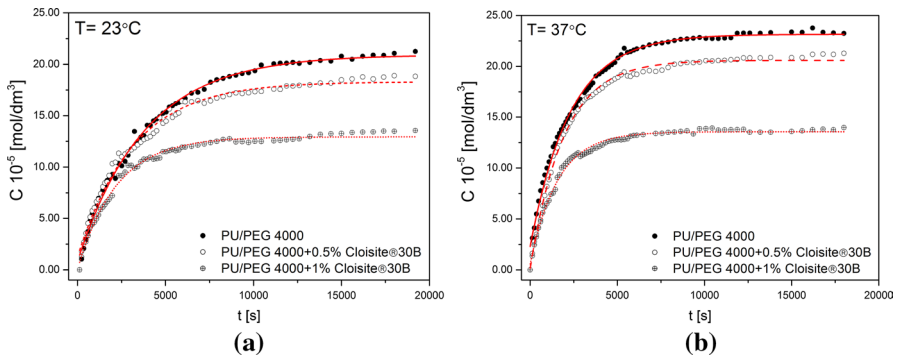 T= 23°C
C 10⁻⁵ [mol/dm³]
25.00
20.00
15.00
10.00
5.00
0.00
PU/PEG 4000
PU/PEG 4000+0.5% Cloisite®30B
PU/PEG 4000+1% Cloisite®30B
0 5000 10000 15000 20000
t [s]
(a)
T= 37°C
C 10⁻⁵ [mol/dm³]
25.00
20.00
15.00
10.00
5.00
0.00
PU/PEG 4000
PU/PEG 4000+0.5% Cloisite®30B
PU/PEG 4000+1% Cloisite®30B
0 5000 10000 15000 20000
t [s]
(b)